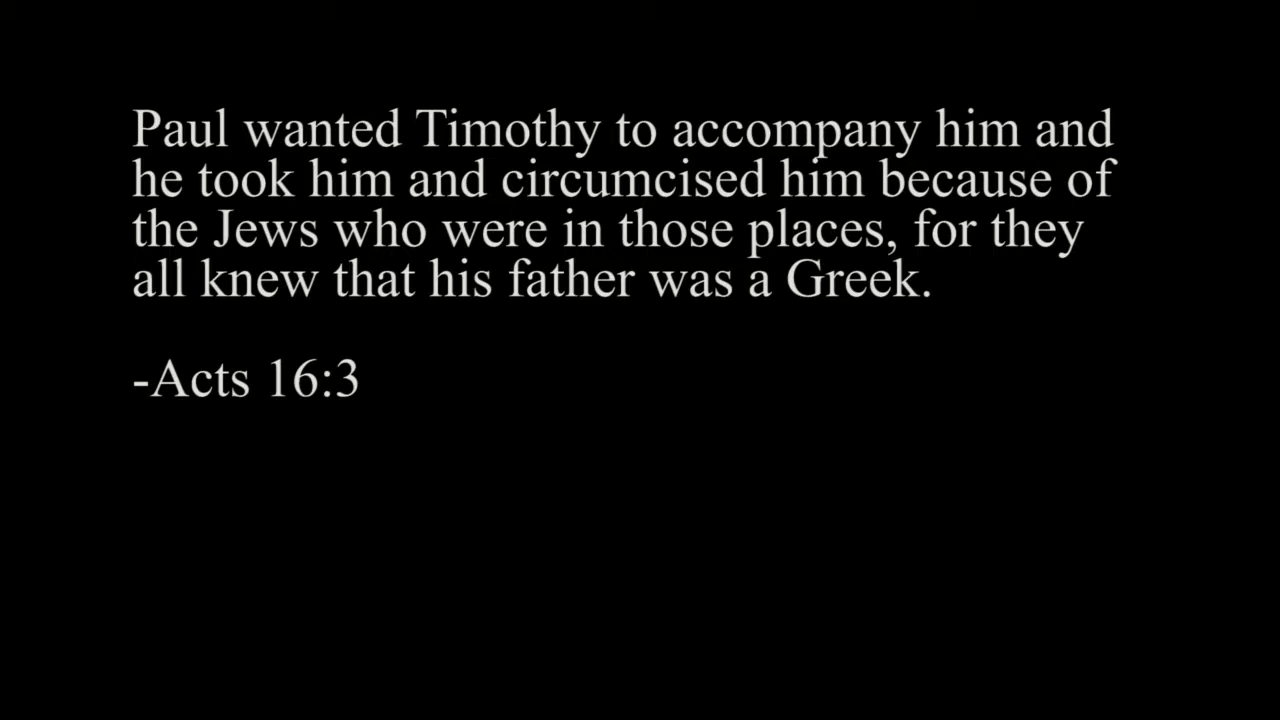 Paul wanted Timothy to accompany him and
he took him and circumcised him because of
the Jews who were in those places, for they
all knew that his father was a Greek.
-Acts 16:3